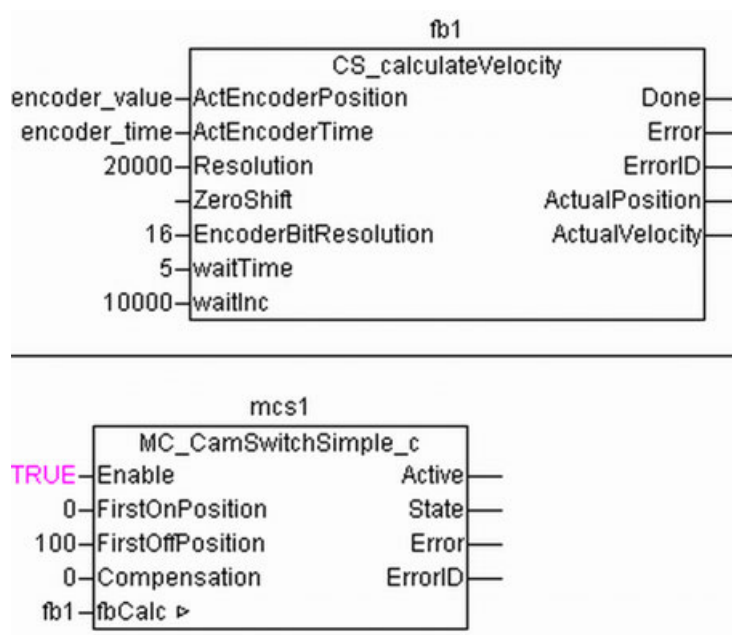 fb1
CS_calculateVelocity
encoder_value ActEncoderPosition Done
encoder_time ActEncoderTime Error
20000 Resolution ErrorID
ZeroShift ActualPosition
16 EncoderBitResolution ActualVelocity
5 waitTime
10000 waitInc
mcs1
MC_CamSwitchSimple_c
TRUE Enable Active
0 FirstOnPosition State
100 FirstOffPosition Error
0 Compensation ErrorID
fb1 fbCalc ▷